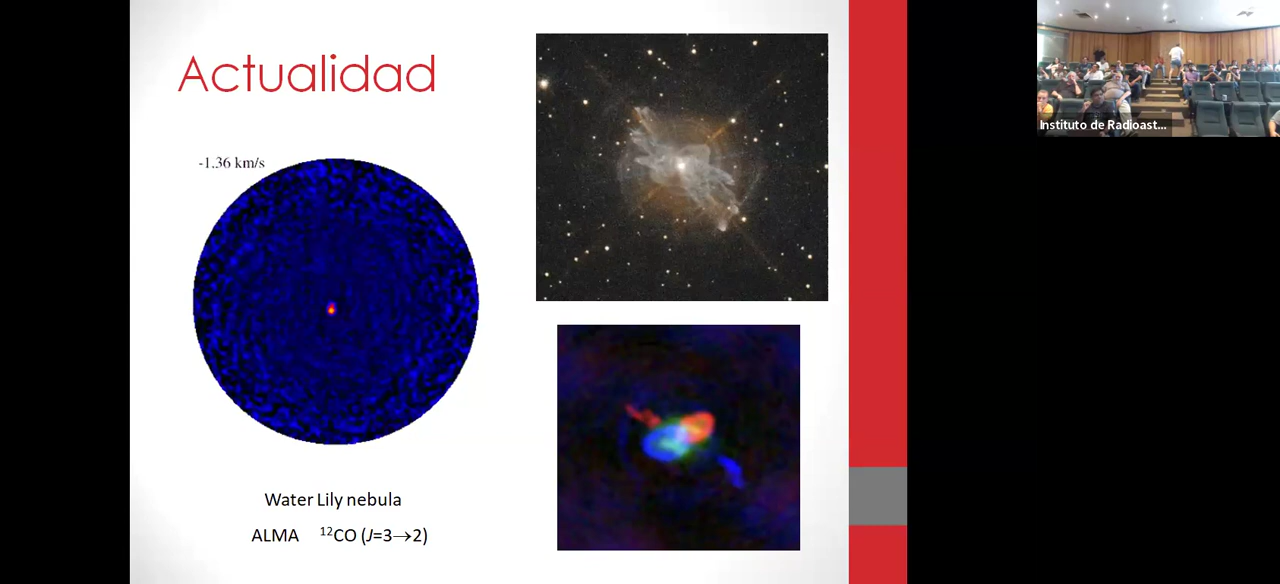 Actualidad
-1.36 km/s
Water Lily nebula
ALMA ¹²CO (J=3→2)
Instituto de Radioast...